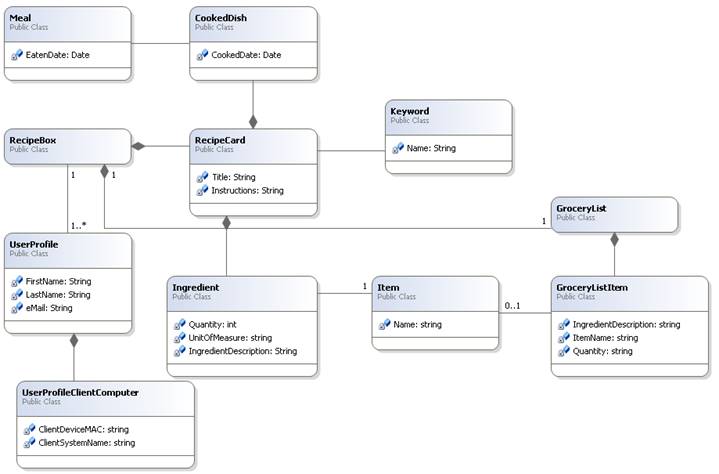 Meal
Public Class
EatenDate: Date
CookedDish
Public Class
CookedDate: Date
Keyword
Public Class
Name: String
RecipeBox
Public Class
RecipeCard
Public Class
Title: String
Instructions: String
1
1
1..*
1
GroceryList
Public Class
UserProfile
Public Class
FirstName: String
LastName: String
eMail: String
Ingredient
Public Class
Quantity: int
UnitOfMeasure: string
IngredientDescription: String
1
Item
Public Class
Name: string
0..1
GroceryListItem
Public Class
IngredientDescription: string
ItemName: String
Quantity: string
UserProfileClientComputer
Public Class
ClientDeviceMAC: string
ClientSystemName: string